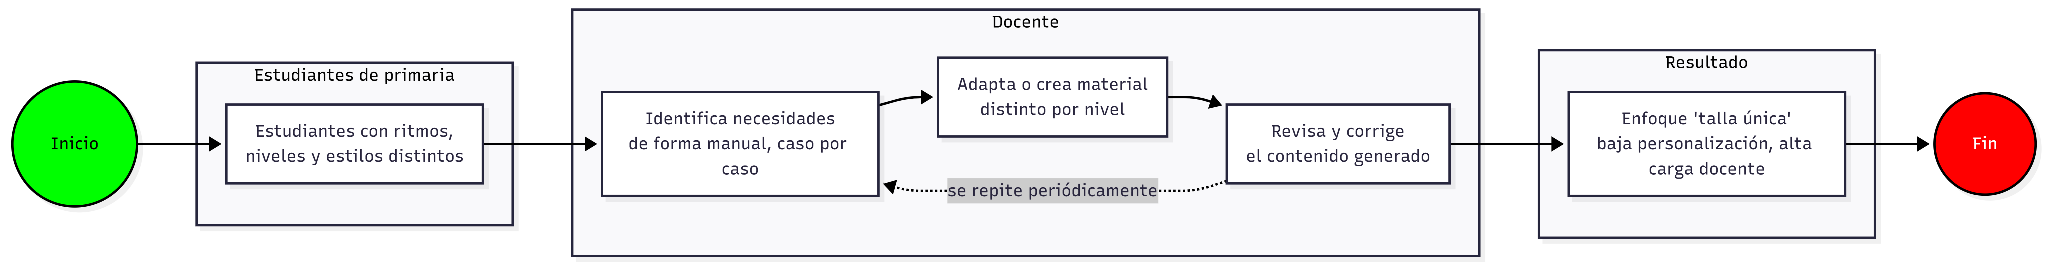 Inicio
Estudiantes de primaria
Estudiantes con ritmos,
niveles y estilos distintos
Docente
Identifica necesidades
de forma manual, caso por
caso
Adapta o crea material
distinto por nivel
Revisa y corrige
el contenido generado
se repite periódicamente
Resultado
Enfoque 'talla única'
baja personalización, alta
carga docente
Fin